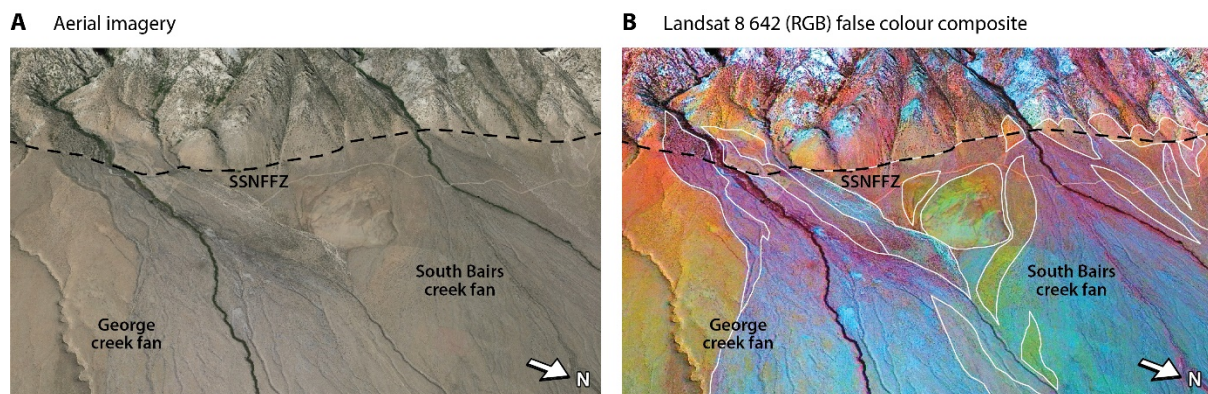 A Aerial imagery
B Landsat 8 642 (RGB) false colour composite
SSNFFZ
South Bairs
creek fan
George
creek fan
N
SSNFFZ
South Bairs
creek fan
George
creek fan
N